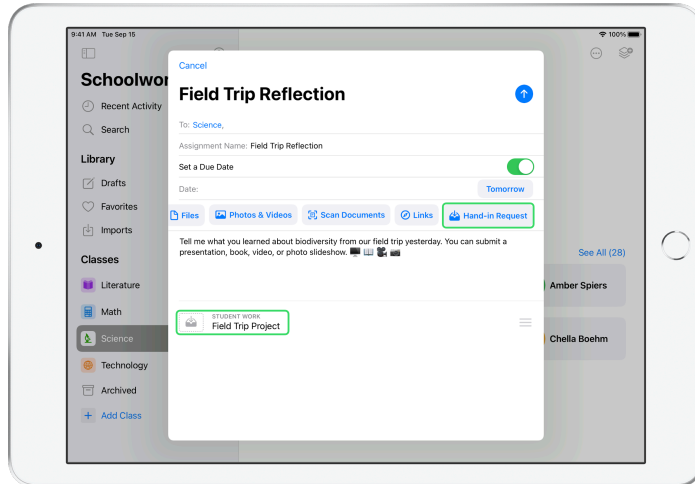 9:41 AM Tue Sep 15
100%
Cancel
Schoolwor
Field Trip Reflection
Recent Activity
To: Science,
Search
Assignment Name: Field Trip Reflection
Library
Set a Due Date
Drafts
Date: Tomorrow
Favorites
Files Photos & Videos Scan Documents Links Hand-in Request
Imports
Tell me what you learned about biodiversity from our field trip yesterday. You can submit a
presentation, book, video, or photo slideshow. 🖥️ 📖 🎥 📷
Classes
See All (28)
Literature
Amber Spiers
Math
STUDENT WORK
Field Trip Project
Science
Chella Boehm
Technology
Archived
+ Add Class